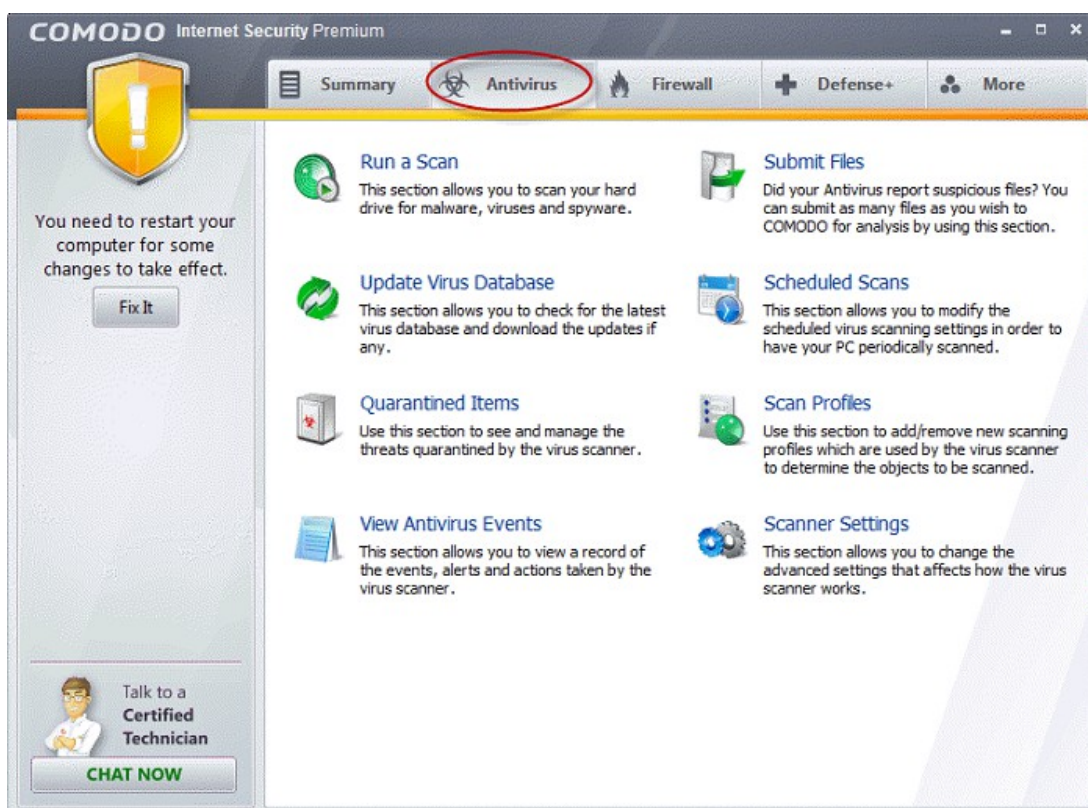 COMODO Internet Security Premium
Summary
Antivirus
Firewall
Defense+
More
You need to restart your
computer for some
changes to take effect.
Fix It
Run a Scan
This section allows you to scan your hard
drive for malware, viruses and spyware.
Submit Files
Did your Antivirus report suspicious files? You
can submit as many files as you wish to
COMODO for analysis by using this section.
Update Virus Database
This section allows you to check for the latest
virus database and download the updates if
any.
Scheduled Scans
This section allows you to modify the
scheduled virus scanning settings in order to
have your PC periodically scanned.
Quarantined Items
Use this section to see and manage the
threats quarantined by the virus scanner.
Scan Profiles
Use this section to add/remove new scanning
profiles which are used by the virus scanner
to determine the objects to be scanned.
View Antivirus Events
This section allows you to view a record of
the events, alerts and actions taken by the
virus scanner.
Scanner Settings
This section allows you to change the
advanced settings that affects how the virus
scanner works.
Talk to a
Certified
Technician
CHAT NOW